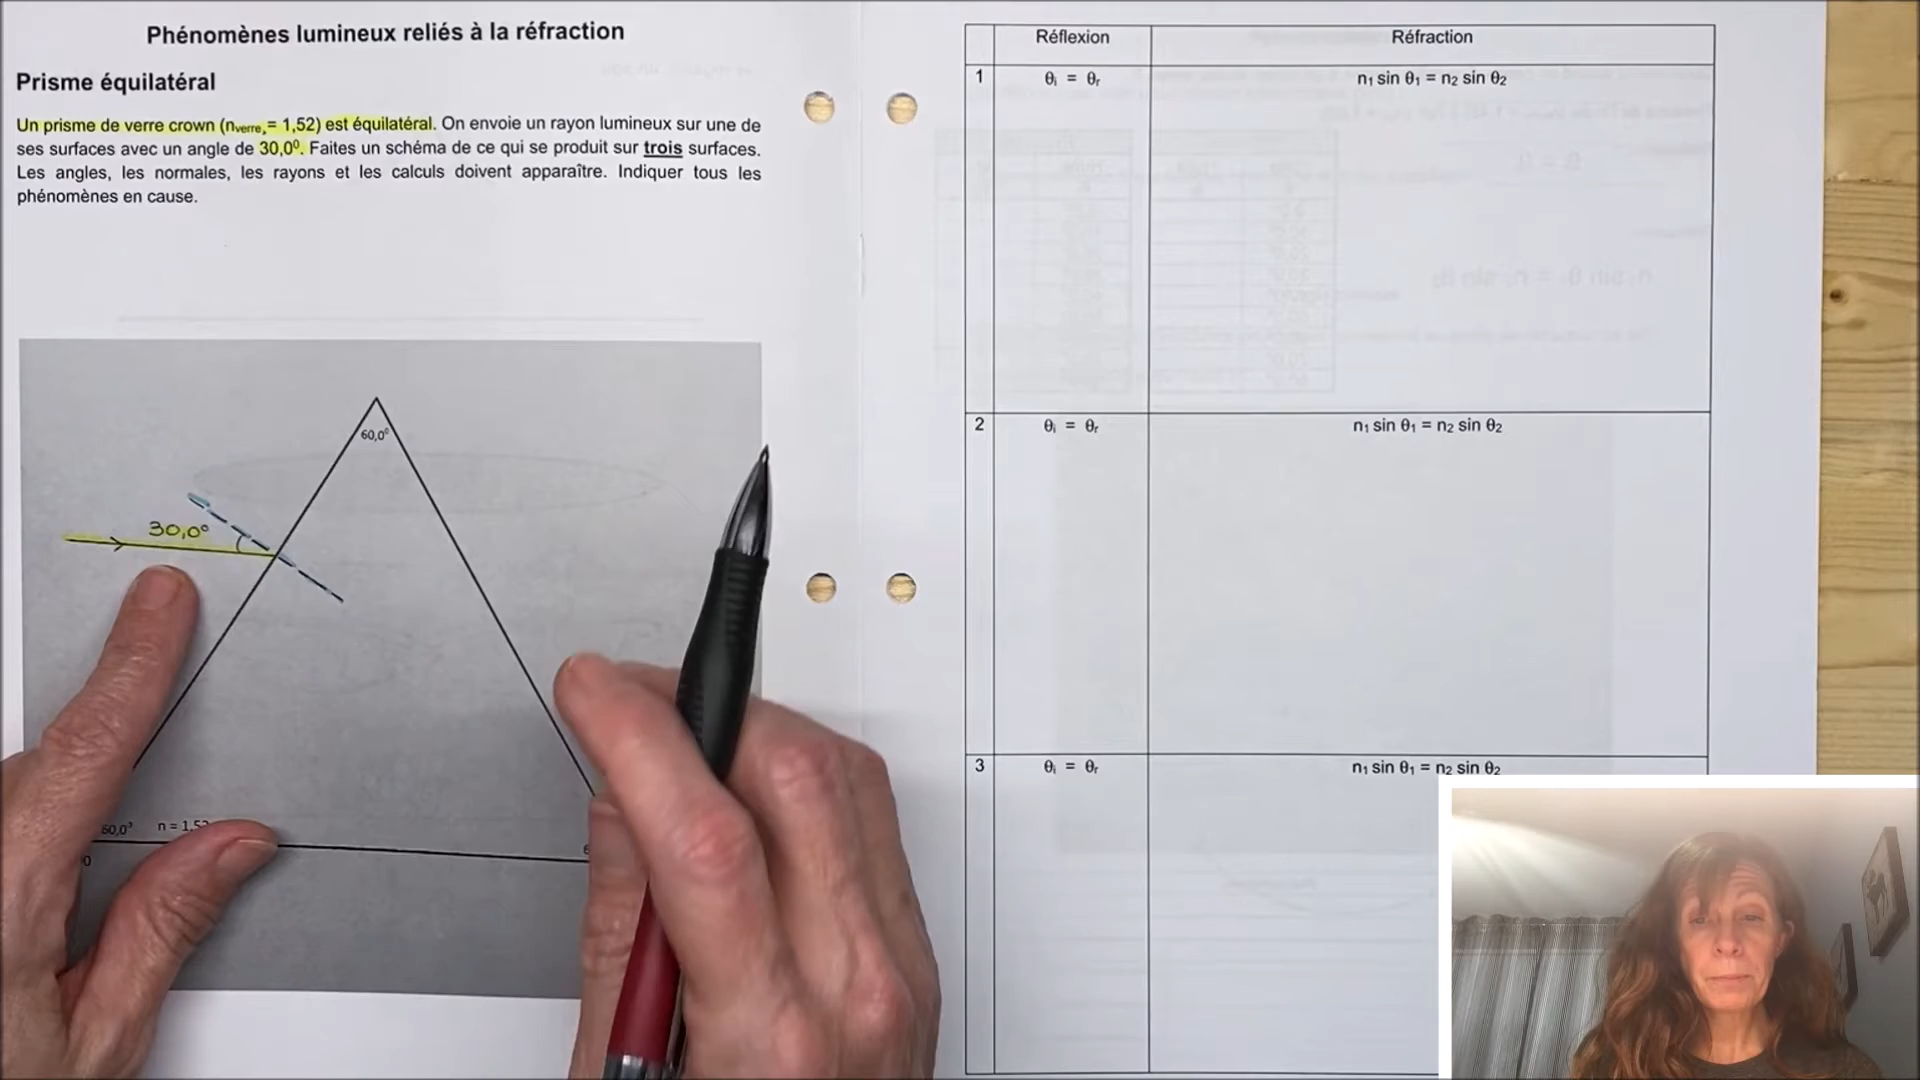 Phénomènes lumineux reliés à la réfraction
Prisme équilatéral
Un prisme de verre crown (nverre = 1,52) est équilatéral. On envoie un rayon lumineux sur une de
ses surfaces avec un angle de 30,0⁰. Faites un schéma de ce qui se produit sur trois surfaces.
Les angles, les normales, les rayons et les calculs doivent apparaître. Indiquer tous les
phénomènes en cause.
60,0⁰
30,0°
60,0⁰ n = 1,52
Réflexion Réfraction
1 θi = θr n₁ sin θ₁ = n₂ sin θ₂
2 θi = θr n₁ sin θ₁ = n₂ sin θ₂
3 θi = θr n₁ sin θ₁ = n₂ sin θ₂